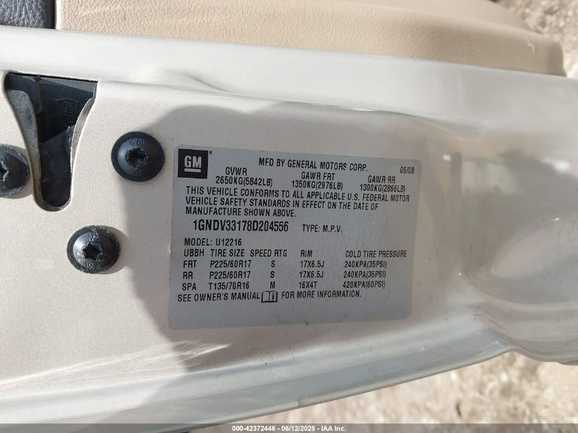 GM
MFD BY GENERAL MOTORS CORP.
05/08
GVWR GAWR FRT GAWR RR
2650KG(5842LB) 1350KG(2976LB) 1300KG(2866LB)
THIS VEHICLE CONFORMS TO ALL APPLICABLE U.S. FEDERAL MOTOR
VEHICLE SAFETY STANDARDS IN EFFECT ON THE DATE OF
MANUFACTURE SHOWN ABOVE.
1GNDV33178D204556 TYPE: M.P.V.
MODEL: U12216
UBBH TIRE SIZE SPEED RTG RIM COLD TIRE PRESSURE
FRT P225/60R17 S 17X6.5J 240KPA(35PSI)
RR P225/60R17 S 17X6.5J 240KPA(35PSI)
SPA T135/70R16 M 16X4T 420KPA(60PSI)
SEE OWNER'S MANUAL FOR MORE INFORMATION.
000-42372448 - 06/12/2025 - IAA Inc.